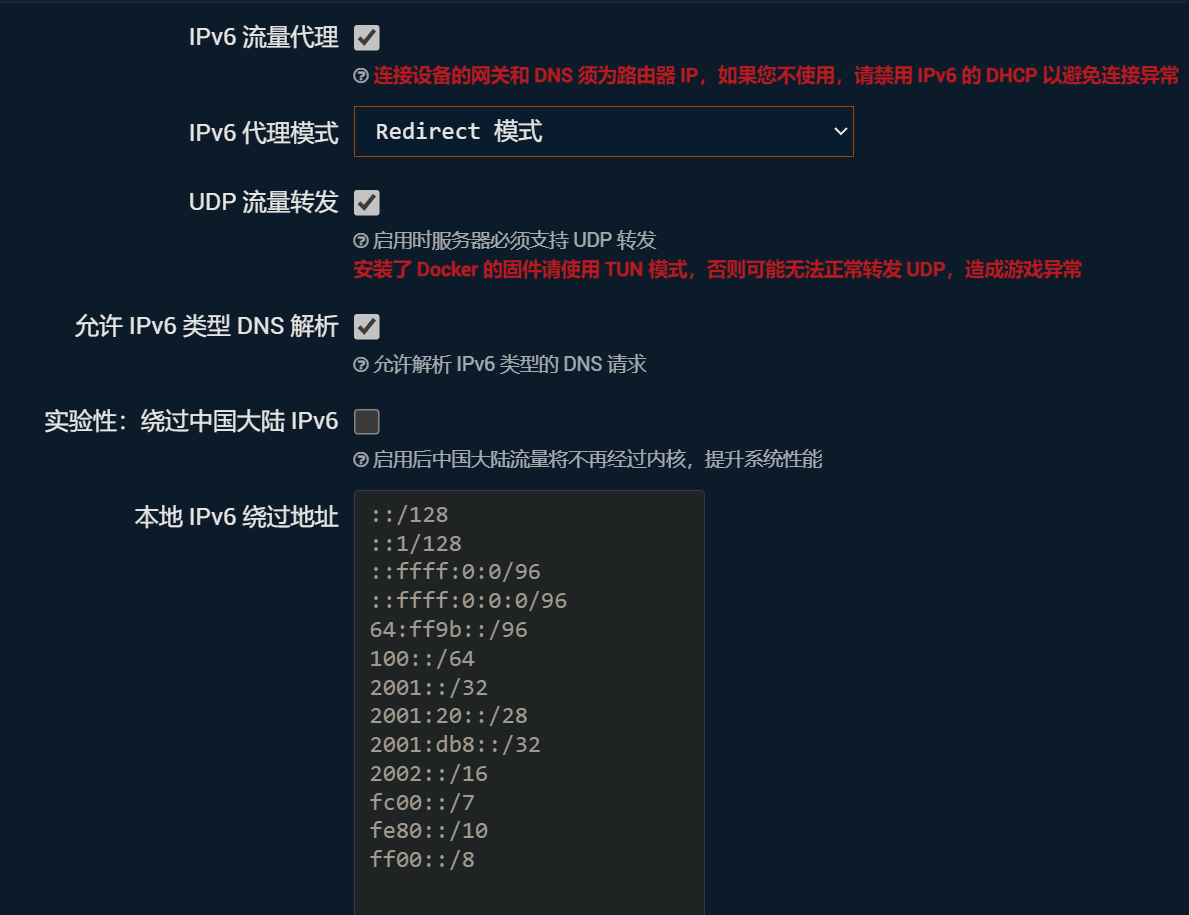 IPv6 流量代理
连接设备的网关和 DNS 须为路由器 IP，如果您不使用，请禁用 IPv6 的 DHCP 以避免连接异常
IPv6 代理模式
Redirect 模式
UDP 流量转发
启用时服务器必须支持 UDP 转发
安装了 Docker 的固件请使用 TUN 模式，否则可能无法正常转发 UDP，造成游戏异常
允许 IPv6 类型 DNS 解析
允许解析 IPv6 类型的 DNS 请求
实验性：绕过中国大陆 IPv6
启用后中国大陆流量将不再经过内核，提升系统性能
本地 IPv6 绕过地址
::/128
::1/128
::ffff:0:0/96
::ffff:0:0:0/96
64:ff9b::/96
100::/64
2001::/32
2001:20::/28
2001:db8::/32
2002::/16
fc00::/7
fe80::/10
ff00::/8